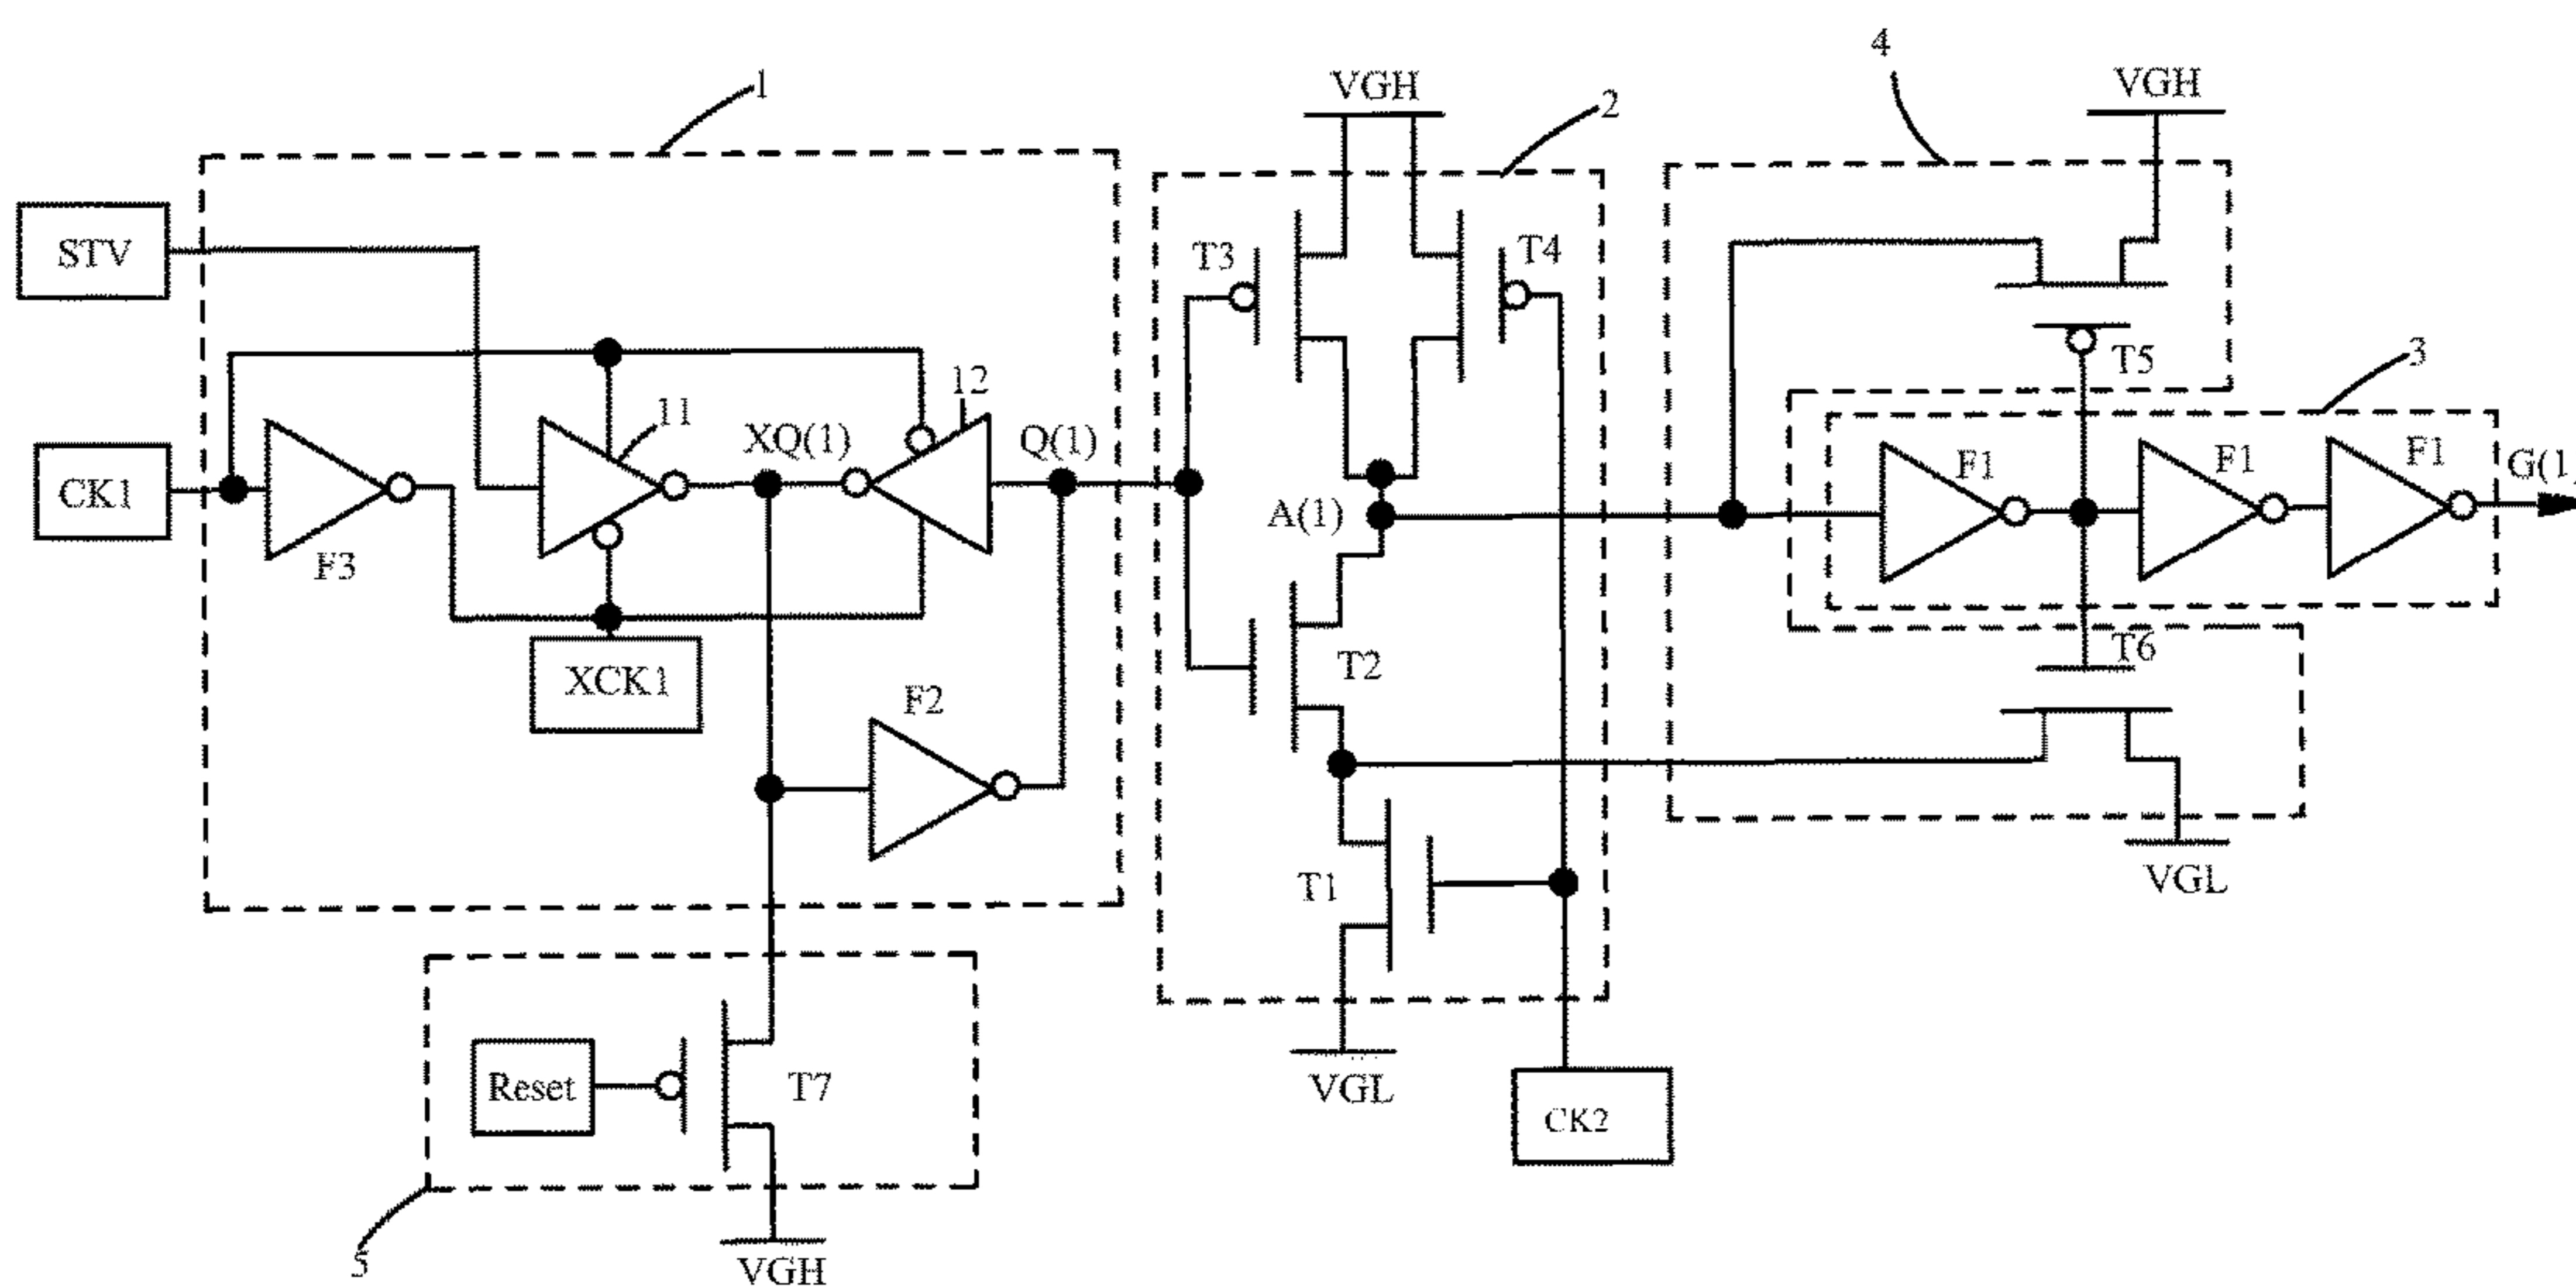 1
STV
CK1
F3
11
XQ(1)
12
Q(1)
XCK1
F2
Reset
T7
VGH
5
VGH
2
T3
T4
A(1)
T2
T1
VGL
CK2
4
VGH
T5
3
F1
F1
F1
G(1
T6
VGL